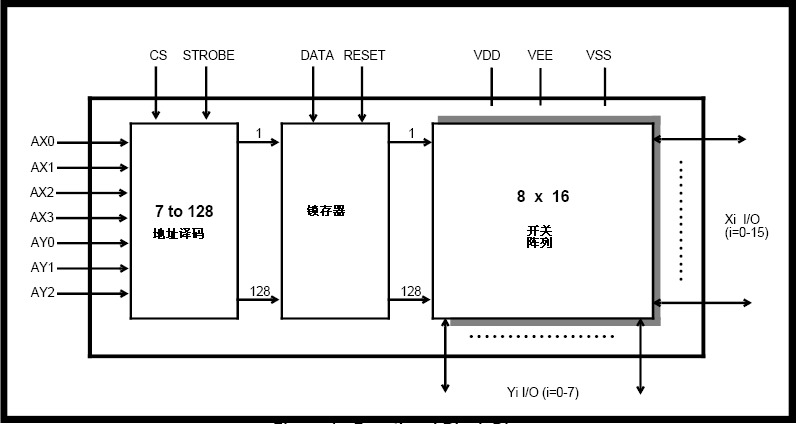 CS STROBE DATA RESET VDD VEE VSS
AX0
AX1
AX2
AX3
AY0
AY1
AY2
7 to 128
地址译码
1
128
锁存器
1
128
8 x 16
开关
阵列
Xi I/O
(i=0-15)
Yi I/O (i=0-7)